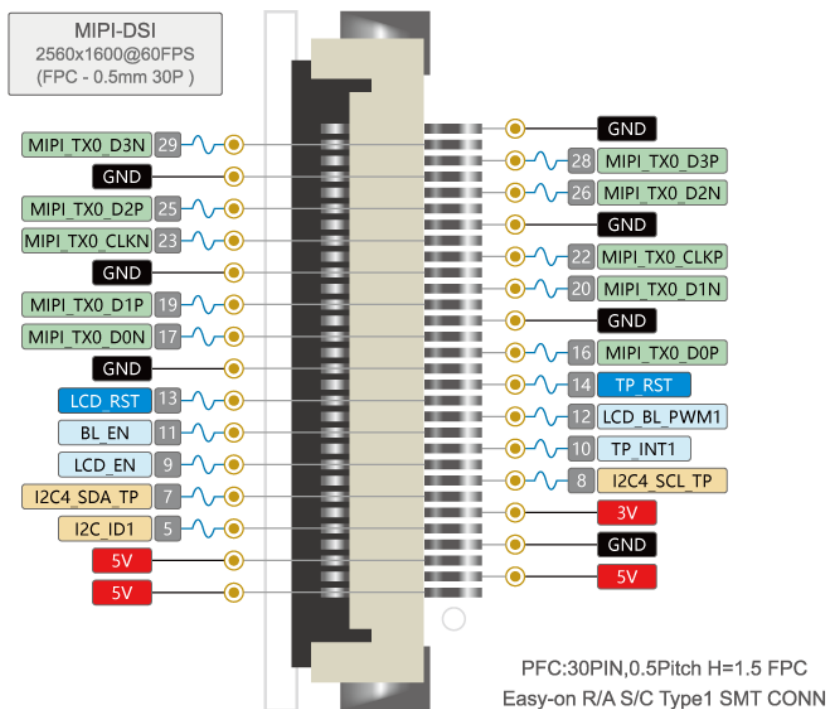 MIPI-DSI
2560x1600@60FPS
(FPC - 0.5mm 30P )
GND
MIPI_TX0_D3N 29
28 MIPI_TX0_D3P
GND
26 MIPI_TX0_D2N
MIPI_TX0_D2P 25
GND
MIPI_TX0_CLKN 23
22 MIPI_TX0_CLKP
GND
20 MIPI_TX0_D1N
MIPI_TX0_D1P 19
GND
MIPI_TX0_D0N 17
16 MIPI_TX0_D0P
GND
14 TP_RST
LCD_RST 13
12 LCD_BL_PWM1
BL_EN 11
10 TP_INT1
LCD_EN 9
8 I2C4_SCL_TP
I2C4_SDA_TP 7
3V
I2C_ID1 5
GND
5V
5V
5V
PFC:30PIN,0.5Pitch H=1.5 FPC
Easy-on R/A S/C Type1 SMT CONN